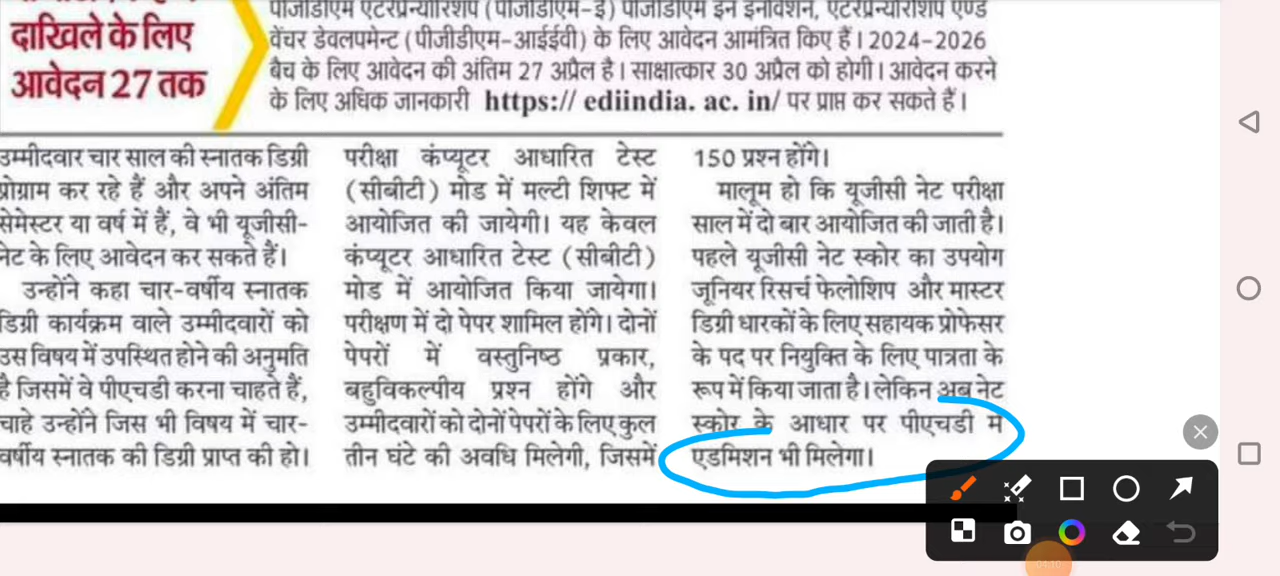 दाखिले के लिए
आवेदन 27 तक
पीजीडीएम एंटरप्रेन्योरशिप (पीजीडीएम-ई) पीजीडीएम इन इनोवेशन, एंटरप्रेन्योरशिप एण्ड
वेंचर डेवलपमेन्ट (पीजीडीएम-आईईवी) के लिए आवेदन आमंत्रित किए हैं। 2024-2026
बैच के लिए आवेदन की अंतिम 27 अप्रैल है। साक्षात्कार 30 अप्रैल को होगी। आवेदन करने
के लिए अधिक जानकारी https:// ediindia. ac. in/ पर प्राप्त कर सकते हैं।
उम्मीदवार चार साल की स्नातक डिग्री
प्रोग्राम कर रहे हैं और अपने अंतिम
सेमेस्टर या वर्ष में हैं, वे भी यूजीसी-
नेट के लिए आवेदन कर सकते हैं।
उन्होंने कहा चार-वर्षीय स्नातक
डिग्री कार्यक्रम वाले उम्मीदवारों को
उस विषय में उपस्थित होने की अनुमति
है जिसमें वे पीएचडी करना चाहते हैं,
चाहे उन्होंने जिस भी विषय में चार-
वर्षीय स्नातक की डिग्री प्राप्त की हो।
परीक्षा कंप्यूटर आधारित टेस्ट
(सीबीटी) मोड में मल्टी शिफ्ट में
आयोजित की जायेगी। यह केवल
कंप्यूटर आधारित टेस्ट (सीबीटी)
मोड में आयोजित किया जायेगा।
परीक्षण में दो पेपर शामिल होंगे। दोनों
पेपरों में वस्तुनिष्ठ प्रकार,
बहुविकल्पीय प्रश्न होंगे और
उम्मीदवारों को दोनों पेपरों के लिए कुल
तीन घंटे की अवधि मिलेगी, जिसमें
150 प्रश्न होंगे।
मालूम हो कि यूजीसी नेट परीक्षा
साल में दो बार आयोजित की जाती है।
पहले यूजीसी नेट स्कोर का उपयोग
जूनियर रिसर्च फेलोशिप और मास्टर
डिग्री धारकों के लिए सहायक प्रोफेसर
के पद पर नियुक्ति के लिए पात्रता के
रूप में किया जाता है। लेकिन अब नेट
स्कोर के आधार पर पीएचडी में
एडमिशन भी मिलेगा।
04:10